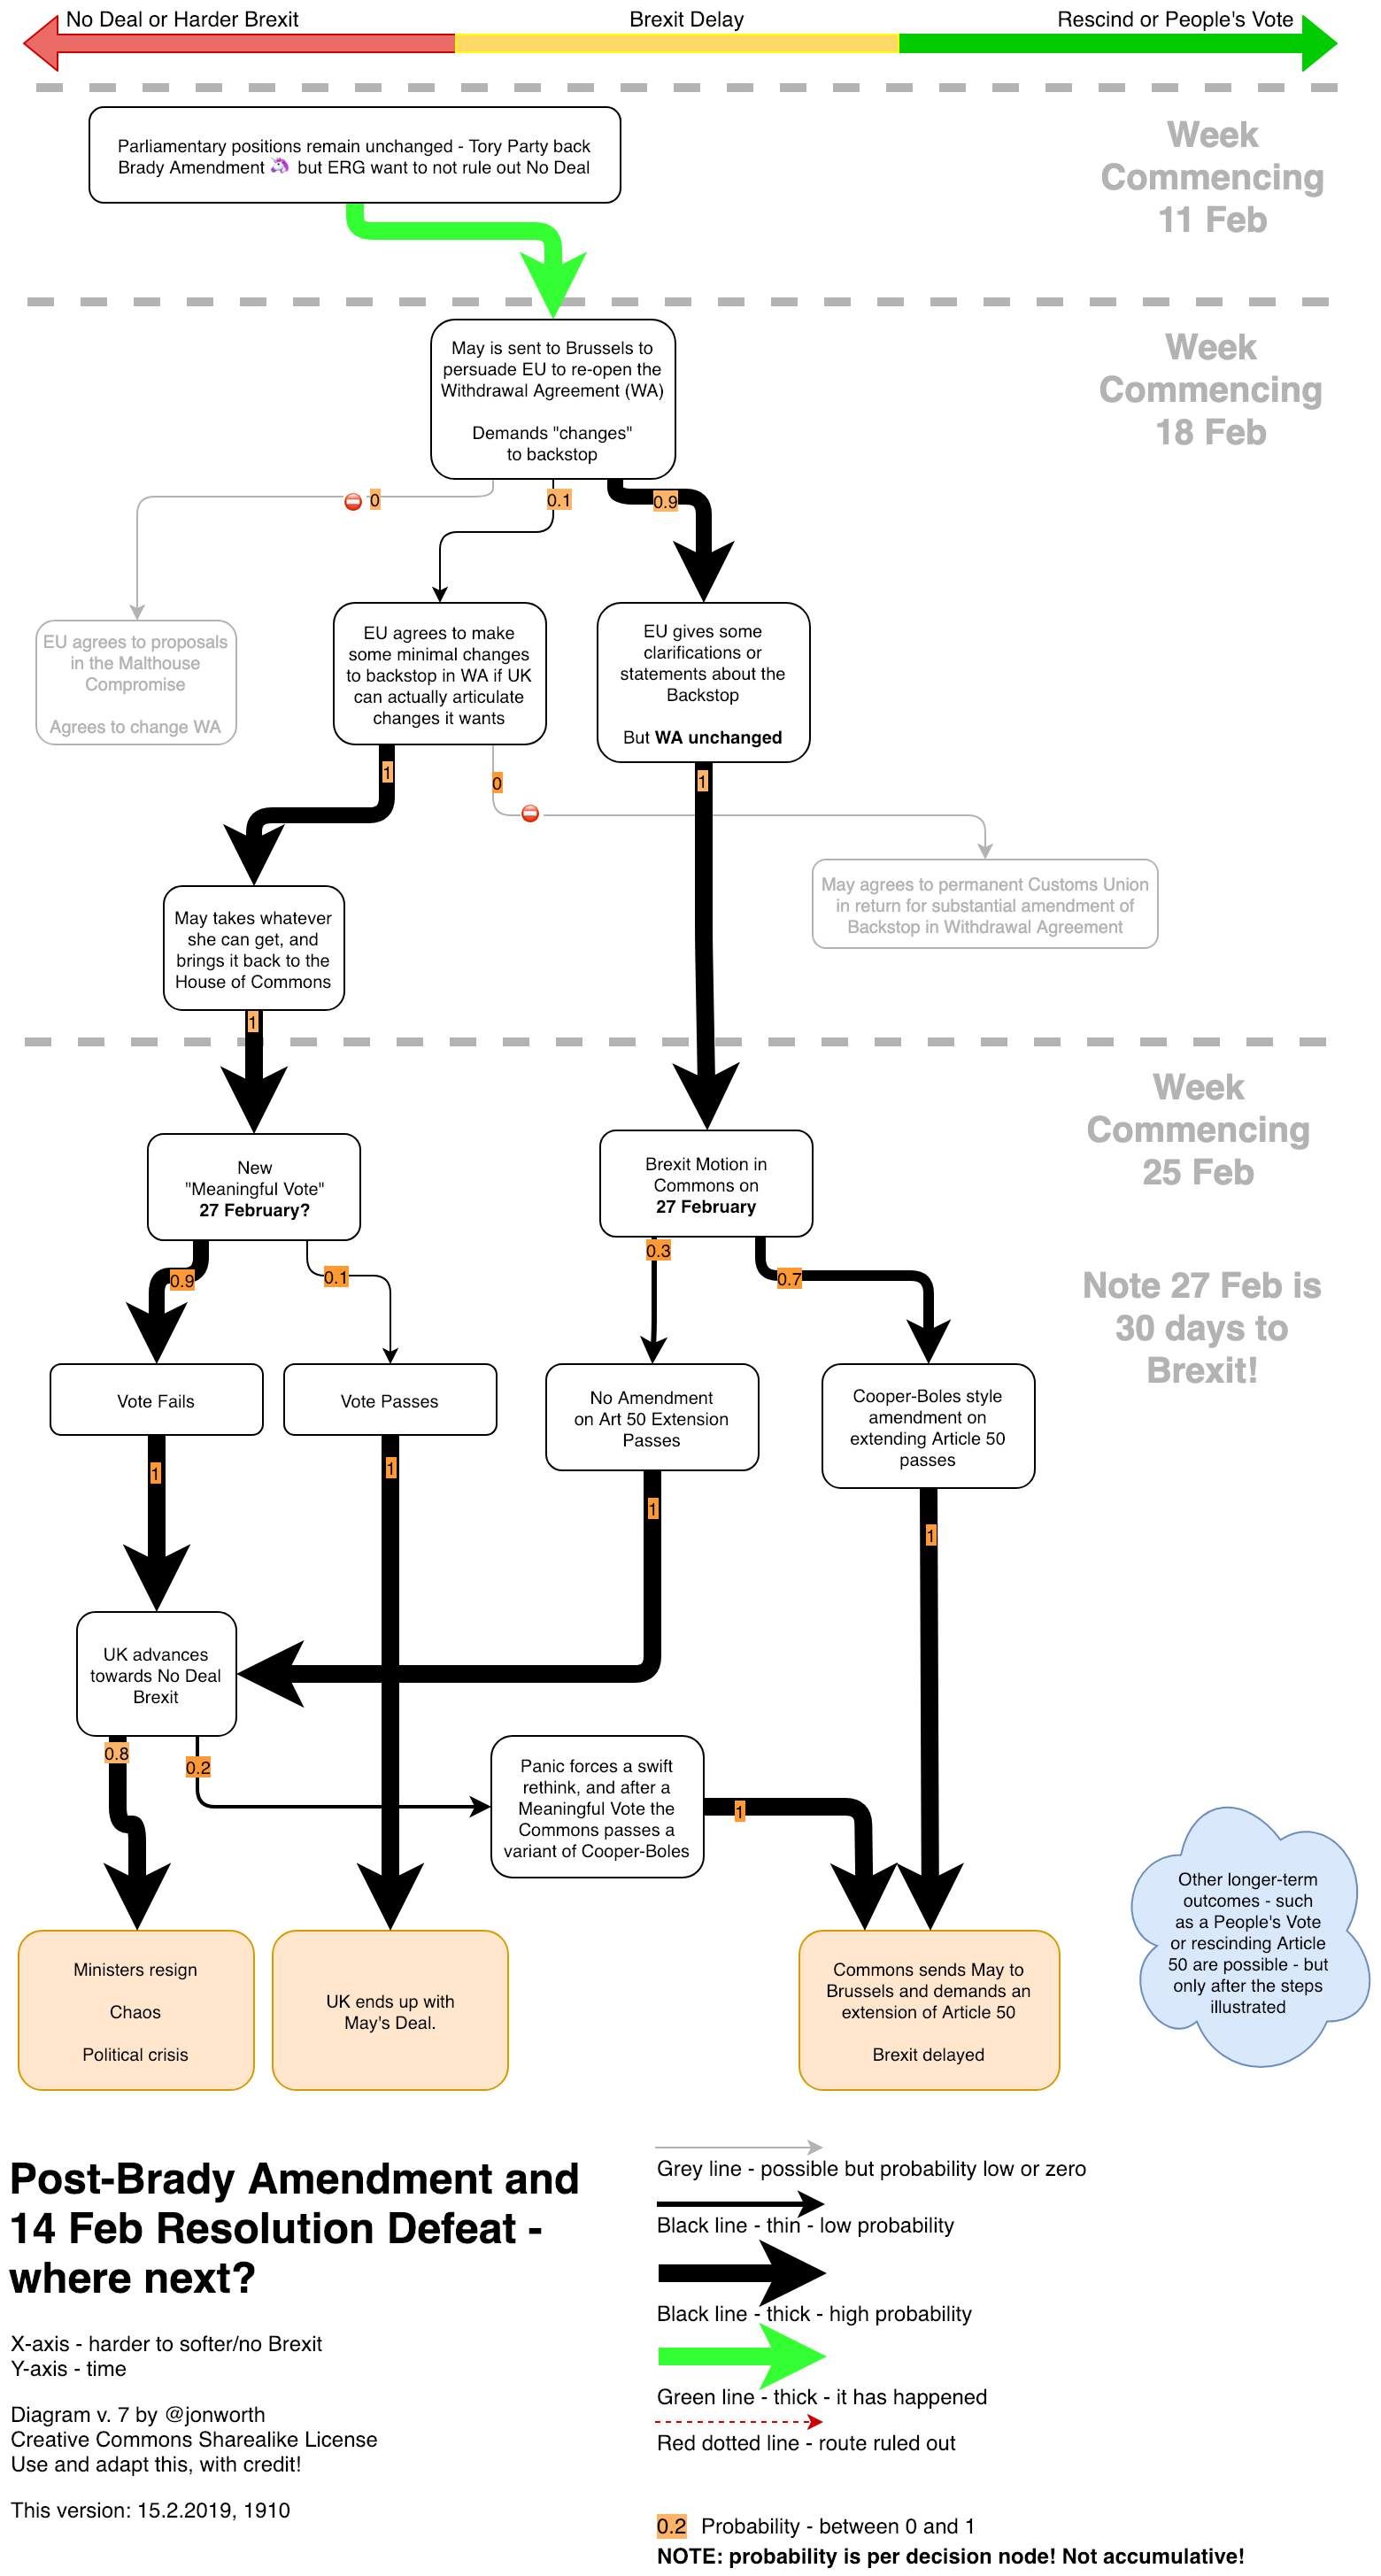 No Deal or Harder Brexit
Brexit Delay
Rescind or People's Vote
Parliamentary positions remain unchanged - Tory Party back
Brady Amendment 🦄 but ERG want to not rule out No Deal
Week
Commencing
11 Feb
May is sent to Brussels to
persuade EU to re-open the
Withdrawal Agreement (WA)
Demands "changes"
to backstop
Week
Commencing
18 Feb
0
0.1
0.9
EU agrees to proposals
in the Malthouse
Compromise
Agrees to change WA
EU agrees to make
some minimal changes
to backstop in WA if UK
can actually articulate
changes it wants
EU gives some
clarifications or
statements about the
Backstop
But WA unchanged
1
0
1
May agrees to permanent Customs Union
in return for substantial amendment of
Backstop in Withdrawal Agreement
May takes whatever
she can get, and
brings it back to the
House of Commons
1
Week
Commencing
25 Feb
New
"Meaningful Vote"
27 February?
Brexit Motion in
Commons on
27 February
0.9
0.1
0.3
0.7
Note 27 Feb is
30 days to
Brexit!
Vote Fails
Vote Passes
No Amendment
on Art 50 Extension
Passes
Cooper-Boles style
amendment on
extending Article 50
passes
1
1
1
1
UK advances
towards No Deal
Brexit
0.8
0.2
Panic forces a swift
rethink, and after a
Meaningful Vote the
Commons passes a
variant of Cooper-Boles
1
Ministers resign
Chaos
Political crisis
UK ends up with
May's Deal.
Commons sends May to
Brussels and demands an
extension of Article 50
Brexit delayed
Other longer-term
outcomes - such
as a People's Vote
or rescinding Article
50 are possible - but
only after the steps
illustrated
Post-Brady Amendment and
14 Feb Resolution Defeat -
where next?
X-axis - harder to softer/no Brexit
Y-axis - time
Diagram v. 7 by @jonworth
Creative Commons Sharealike License
Use and adapt this, with credit!
This version: 15.2.2019, 1910
Grey line - possible but probability low or zero
Black line - thin - low probability
Black line - thick - high probability
Green line - thick - it has happened
Red dotted line - route ruled out
0.2 Probability - between 0 and 1
NOTE: probability is per decision node! Not accumulative!